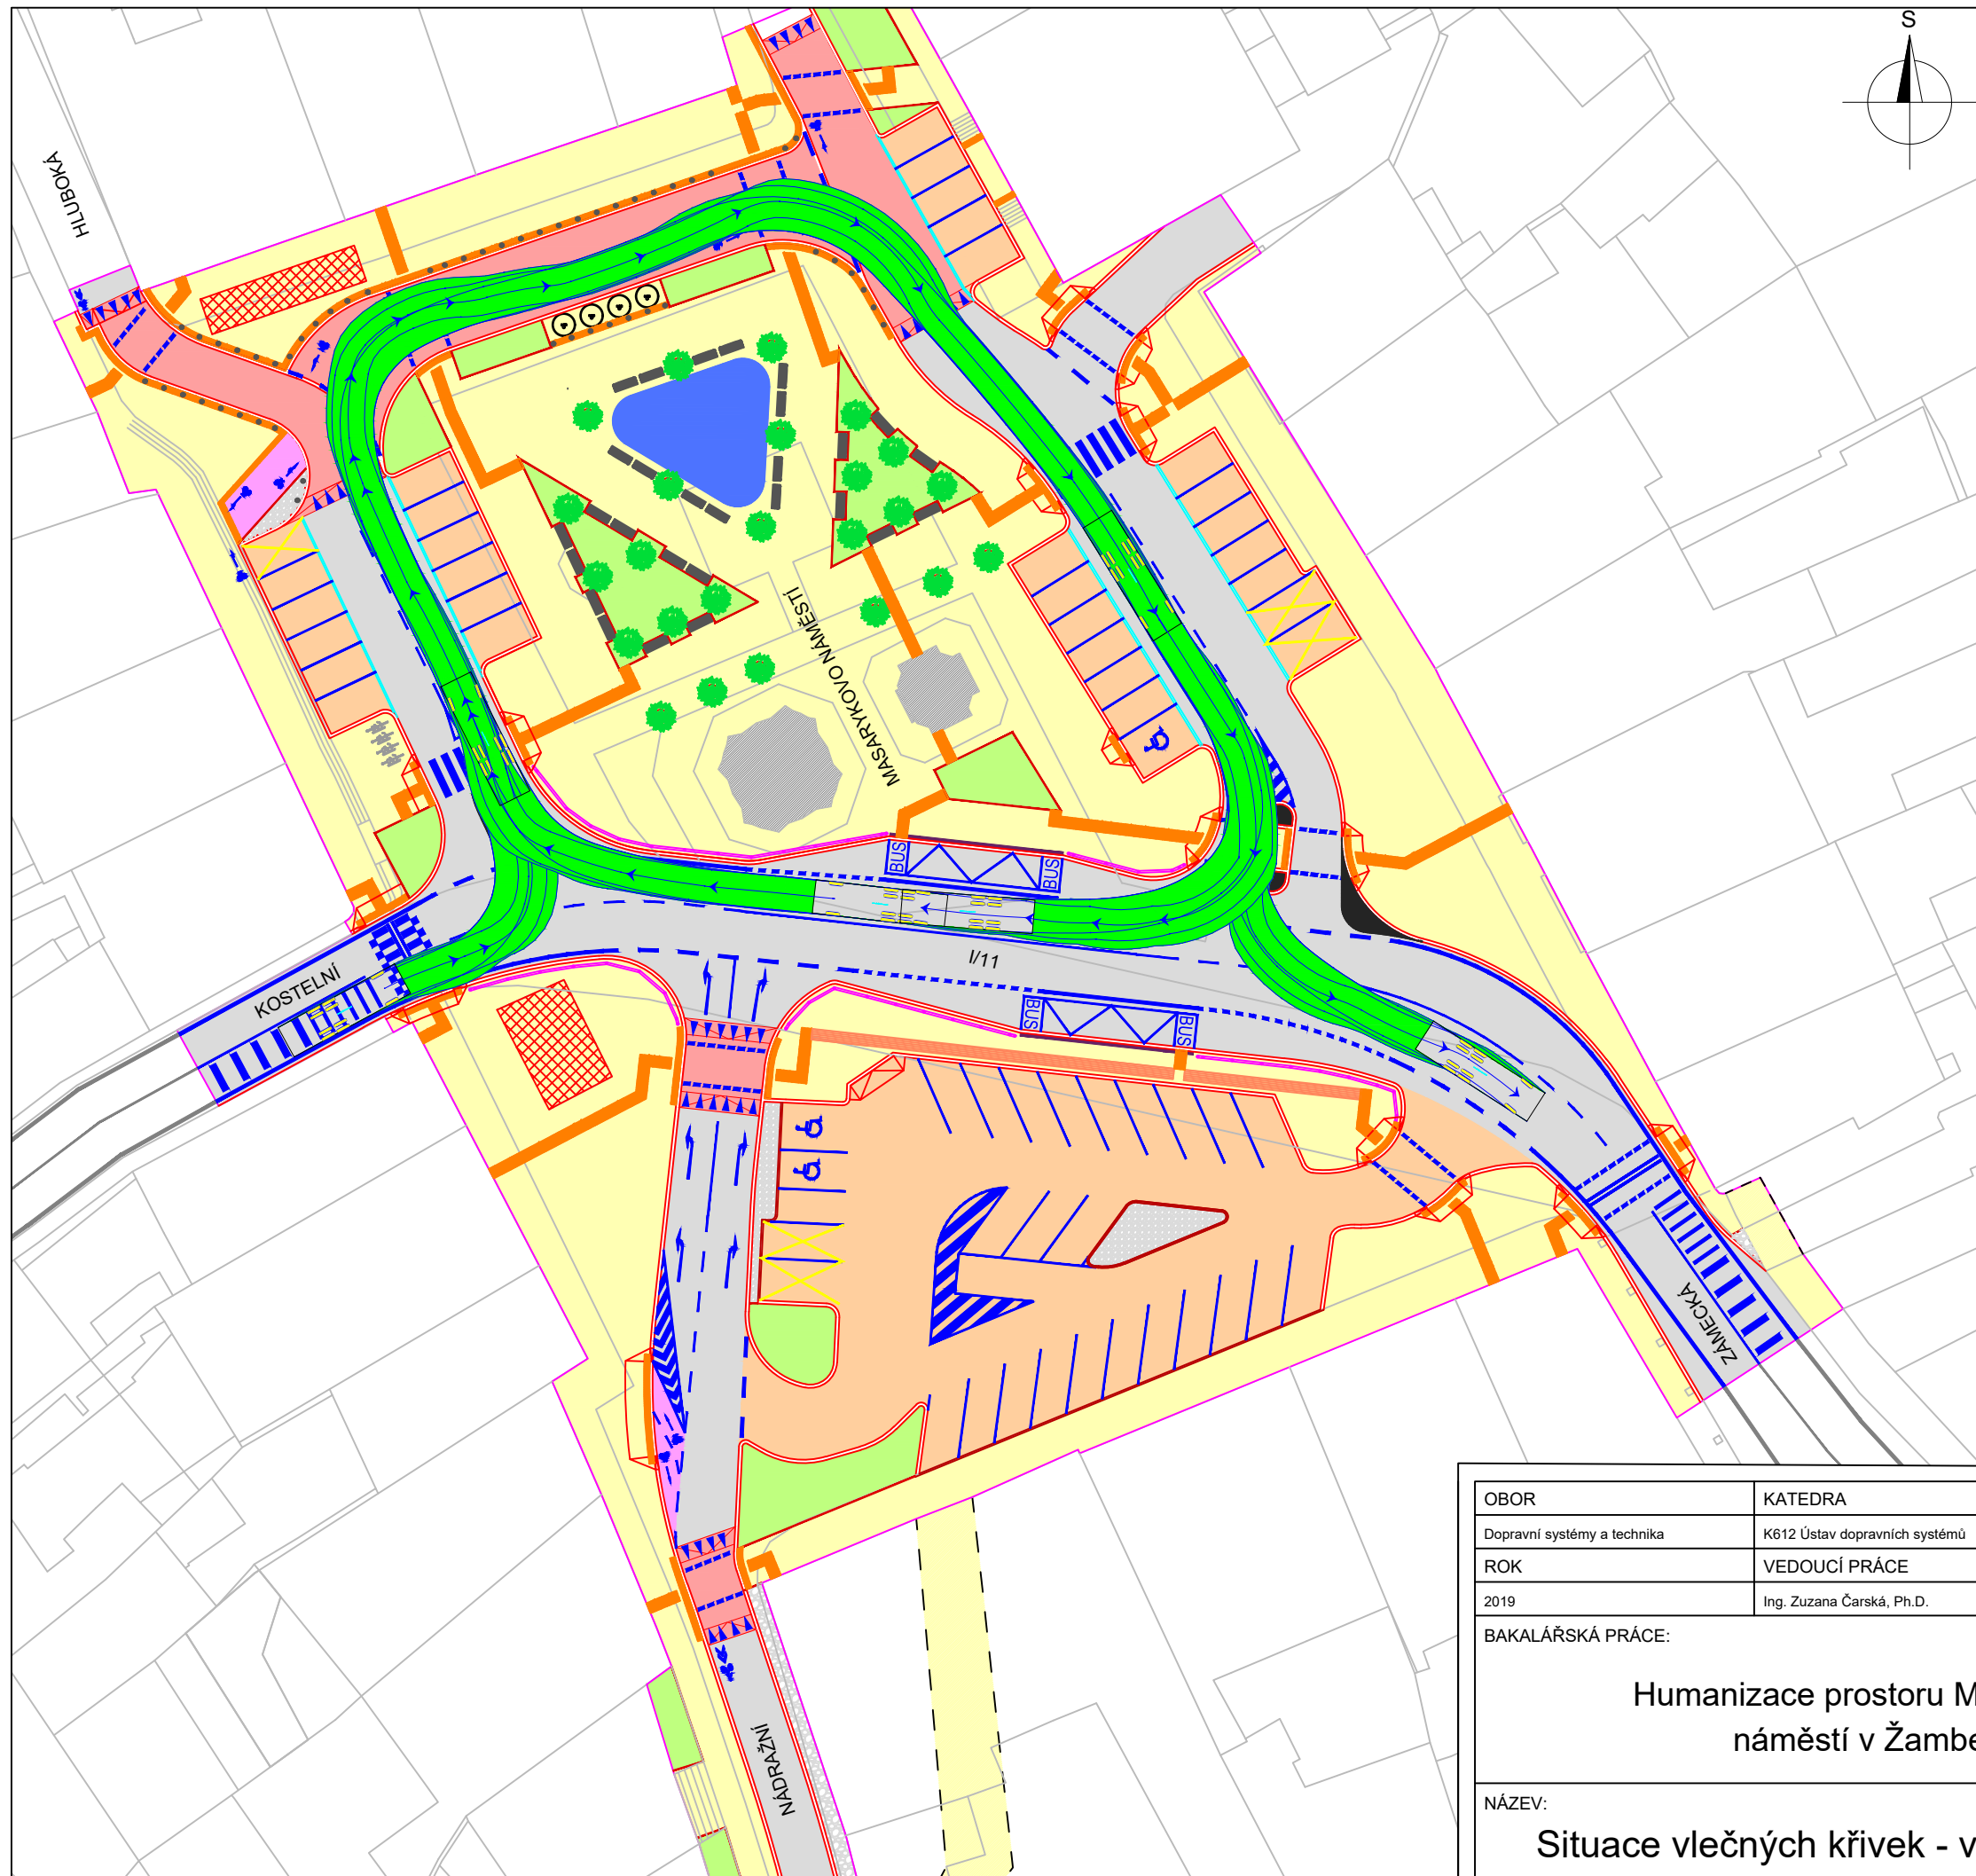 S
HLUBOKÁ
MASARYKOVO NÁMĚSTÍ
BUS
BUS
I/11
KOSTELNÍ
BUS
BUS
ZÁMECKÁ
NÁDRAŽNÍ
OBOR KATEDRA
Dopravní systémy a technika K612 Ústav dopravních systémů
ROK VEDOUCÍ PRÁCE
2019 Ing. Zuzana Čarská, Ph.D.
BAKALÁŘSKÁ PRÁCE:
Humanizace prostoru M
náměstí v Žambe
NÁZEV:
Situace vlečných křivek - v